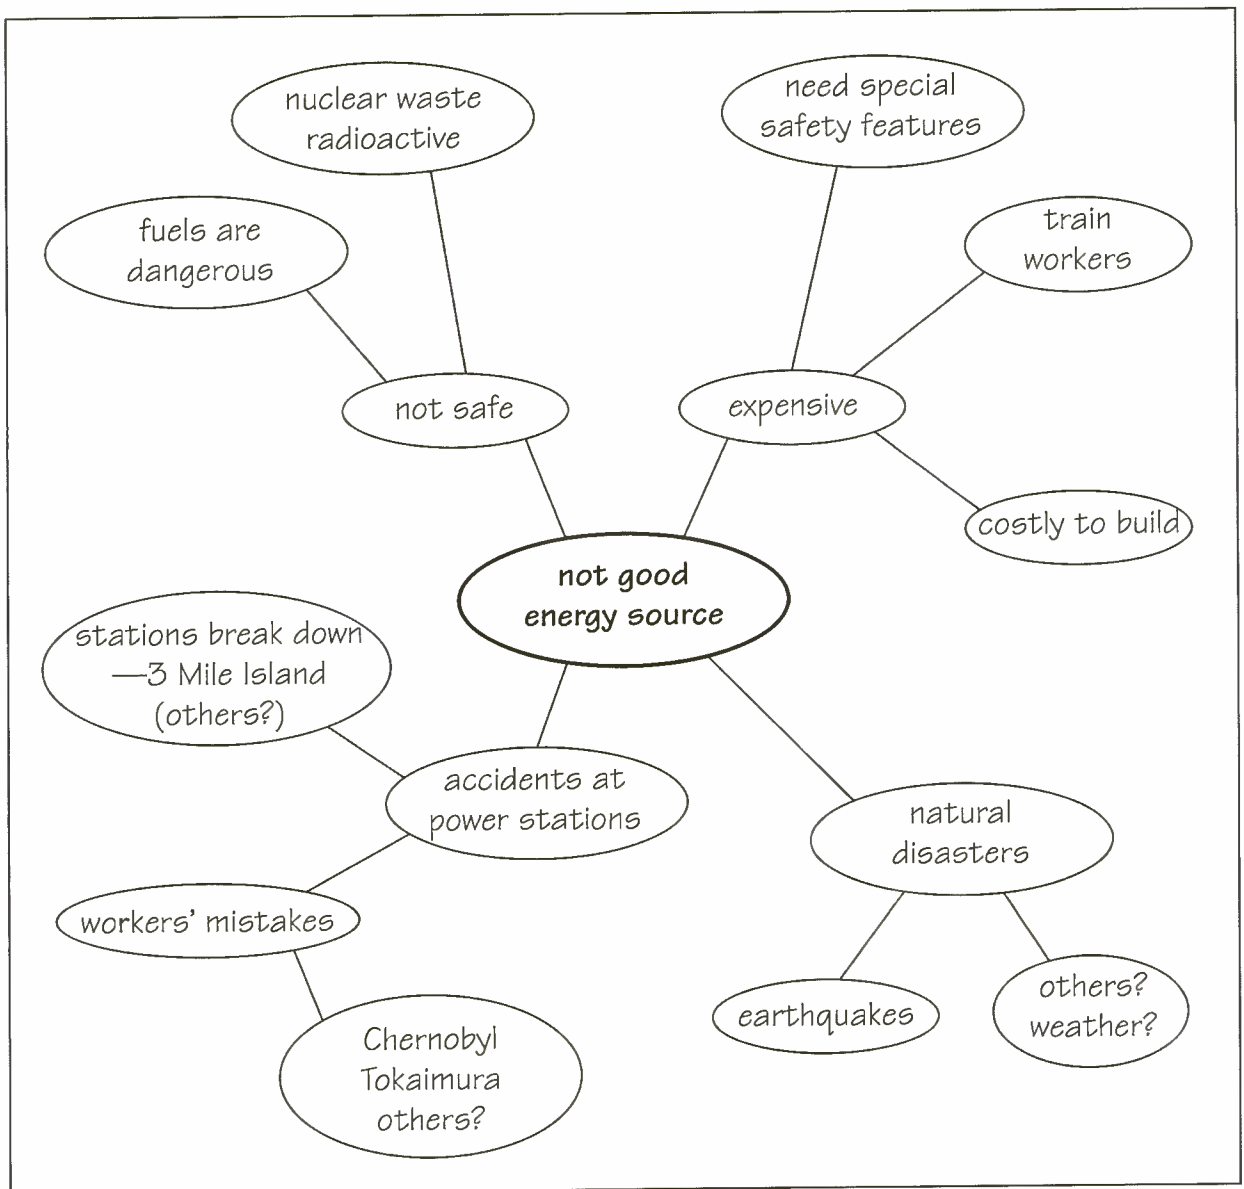 nuclear waste
radioactive
need special
safety features
fuels are
dangerous
train
workers
not safe
expensive
costly to build
not good
energy source
stations break down
—3 Mile Island
(others?)
accidents at
power stations
natural
disasters
workers' mistakes
earthquakes
others?
weather?
Chernobyl
Tokaimura
others?